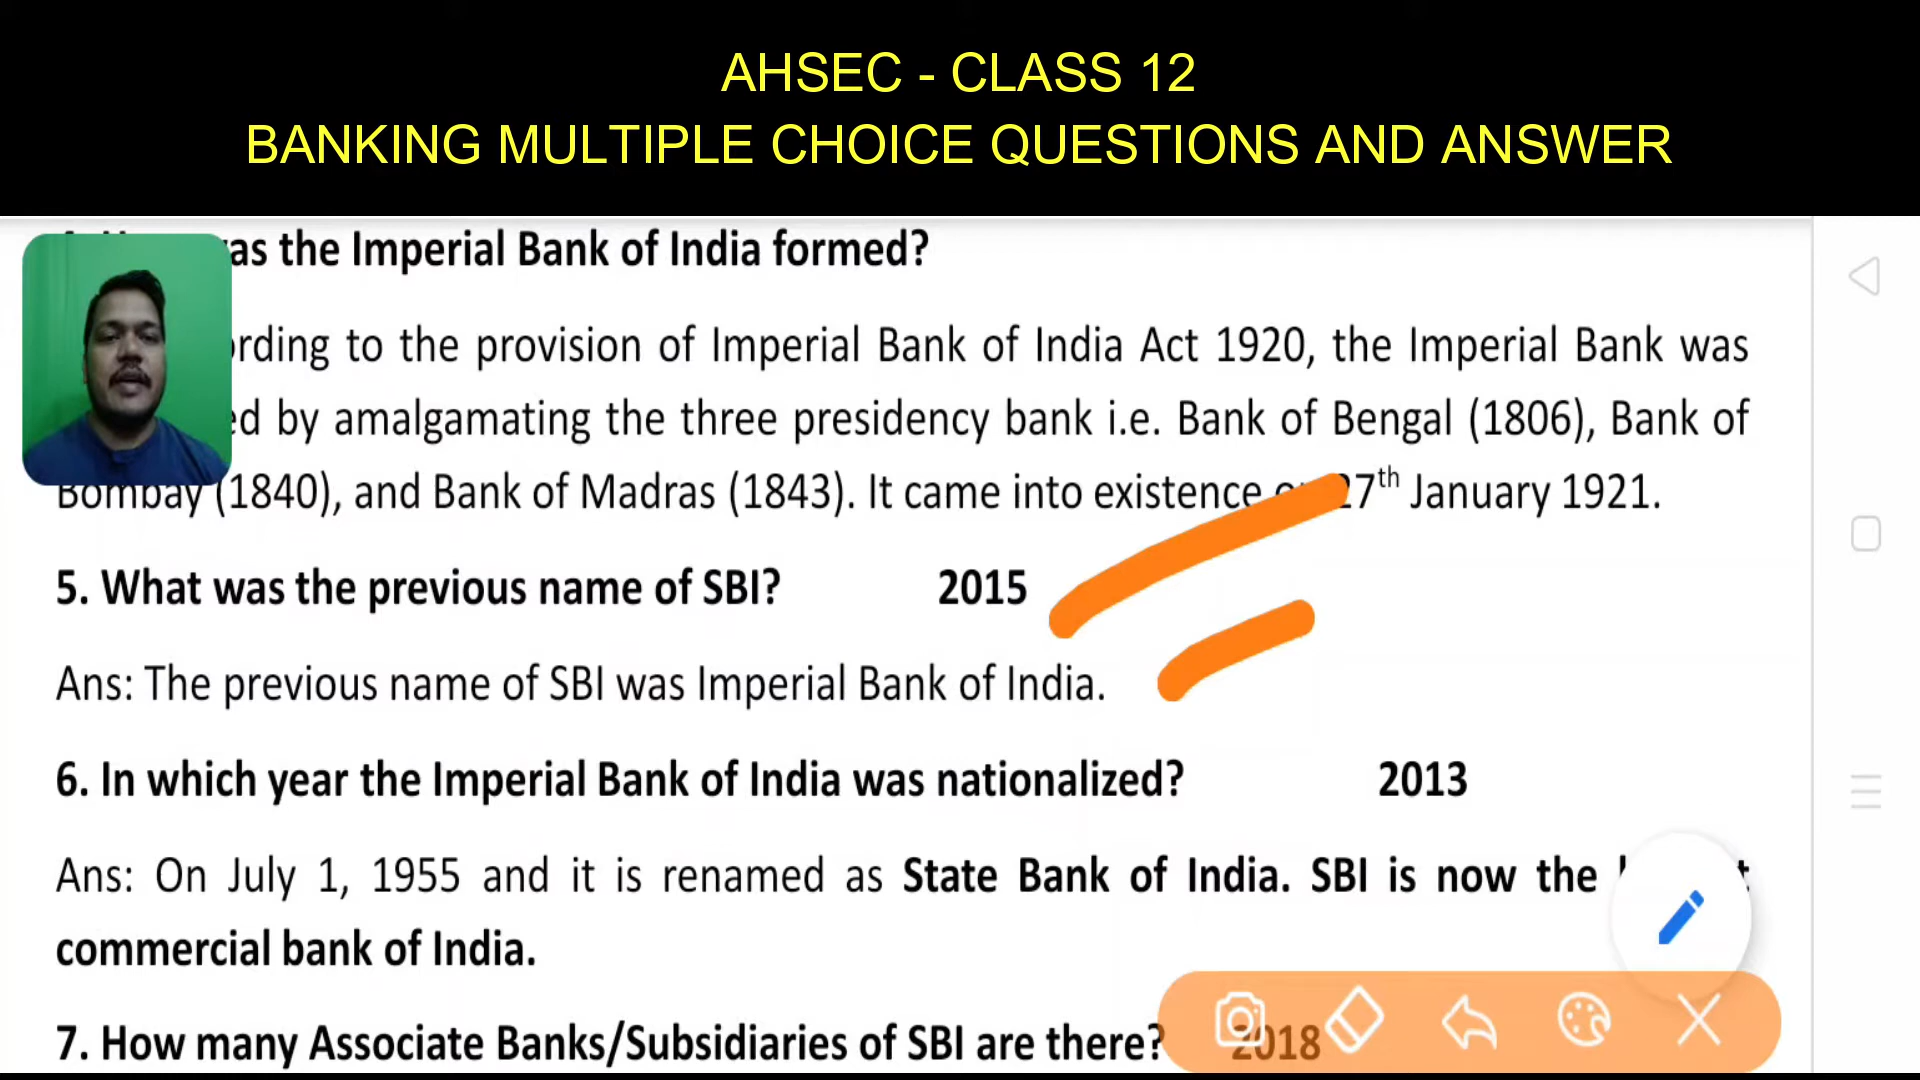 AHSEC - CLASS 12
BANKING MULTIPLE CHOICE QUESTIONS AND ANSWER
as the Imperial Bank of India formed?
rding to the provision of Imperial Bank of India Act 1920, the Imperial Bank was
ed by amalgamating the three presidency bank i.e. Bank of Bengal (1806), Bank of
Bombay (1840), and Bank of Madras (1843). It came into existence 27th January 1921.
5. What was the previous name of SBI? 2015
Ans: The previous name of SBI was Imperial Bank of India.
6. In which year the Imperial Bank of India was nationalized? 2013
Ans: On July 1, 1955 and it is renamed as State Bank of India. SBI is now the
commercial bank of India.
7. How many Associate Banks/Subsidiaries of SBI are there? 2018